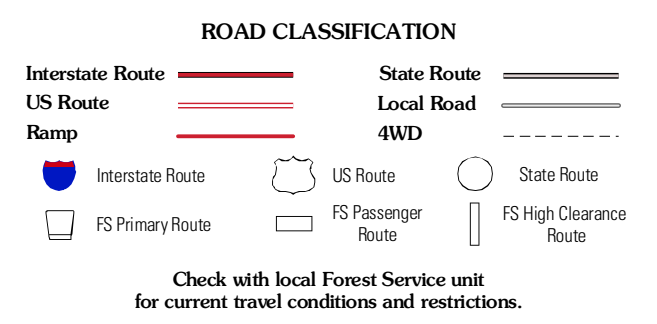 ROAD CLASSIFICATION
Interstate Route
State Route
US Route
Local Road
Ramp
4WD
Interstate Route
US Route
State Route
FS Primary Route
FS Passenger
Route
FS High Clearance
Route
Check with local Forest Service unit
for current travel conditions and restrictions.